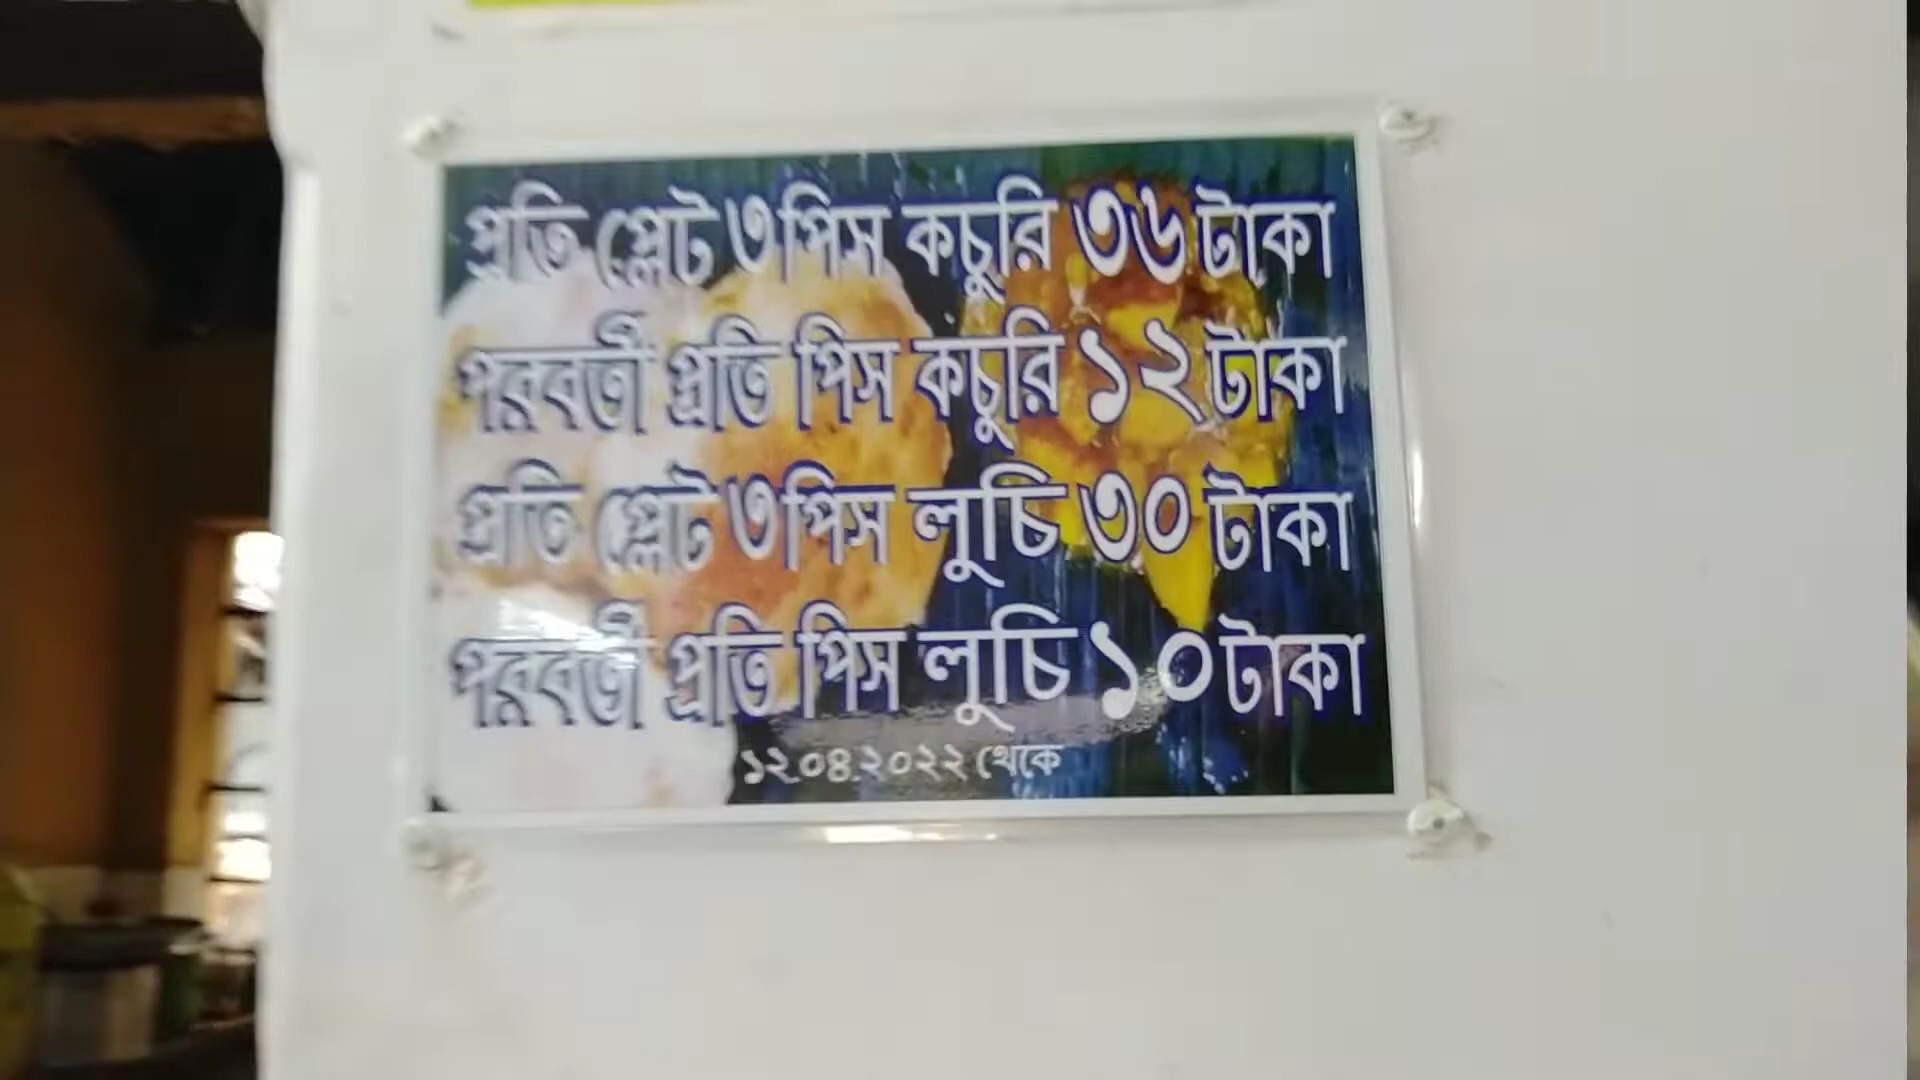 প্রতি প্লেট ৩ পিস কচুরি ৩৬ টাকা
পরবর্তী প্রতি পিস কচুরি ১২ টাকা
প্রতি প্লেট ৩ পিস লুচি ৩০ টাকা
পরবর্তী প্রতি পিস লুচি ১০ টাকা
১২.০৪.২০২২ থেকে